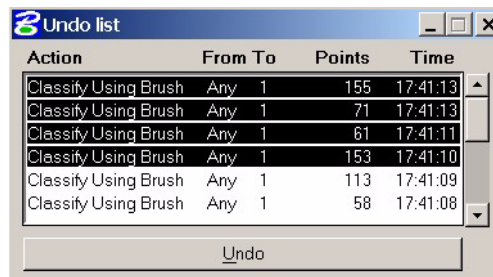 Undo list
Action From To Points Time
Classify Using Brush Any 1 155 17:41:13
Classify Using Brush Any 1 71 17:41:13
Classify Using Brush Any 1 61 17:41:11
Classify Using Brush Any 1 153 17:41:10
Classify Using Brush Any 1 113 17:41:09
Classify Using Brush Any 1 58 17:41:08
Undo